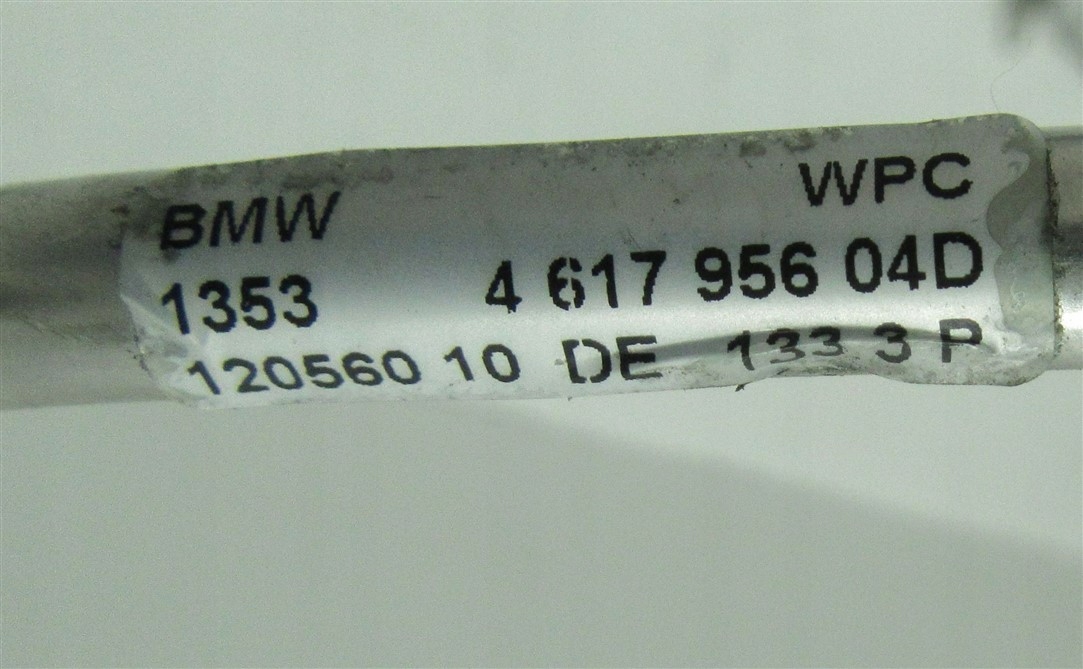 BMW WPC
1353 4 617 956 04D
120560 10 DE 133 3 P